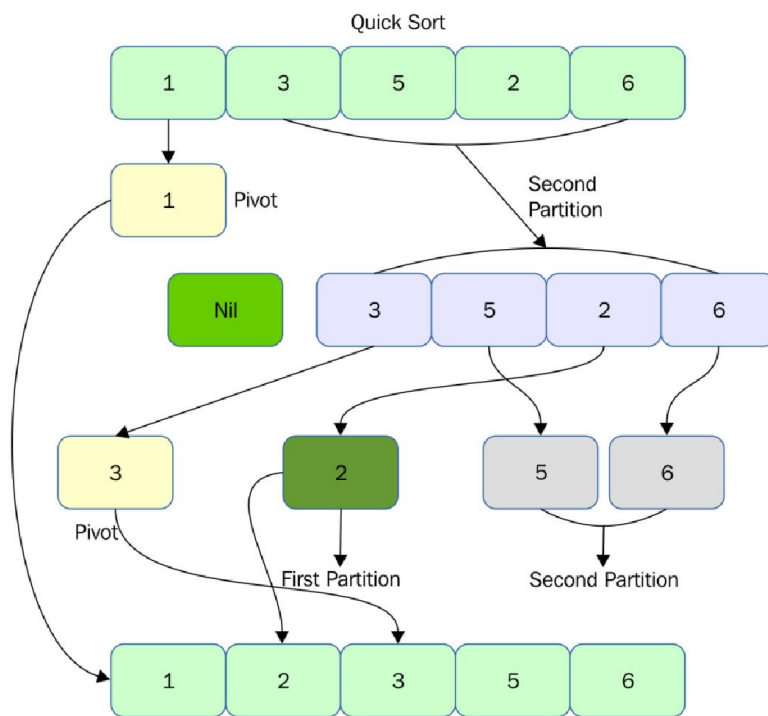 Quick Sort
1 3 5 2 6
1 Pivot
Second
Partition
Nil 3 5 2 6
3 2 5 6
Pivot
First Partition Second Partition
1 2 3 5 6